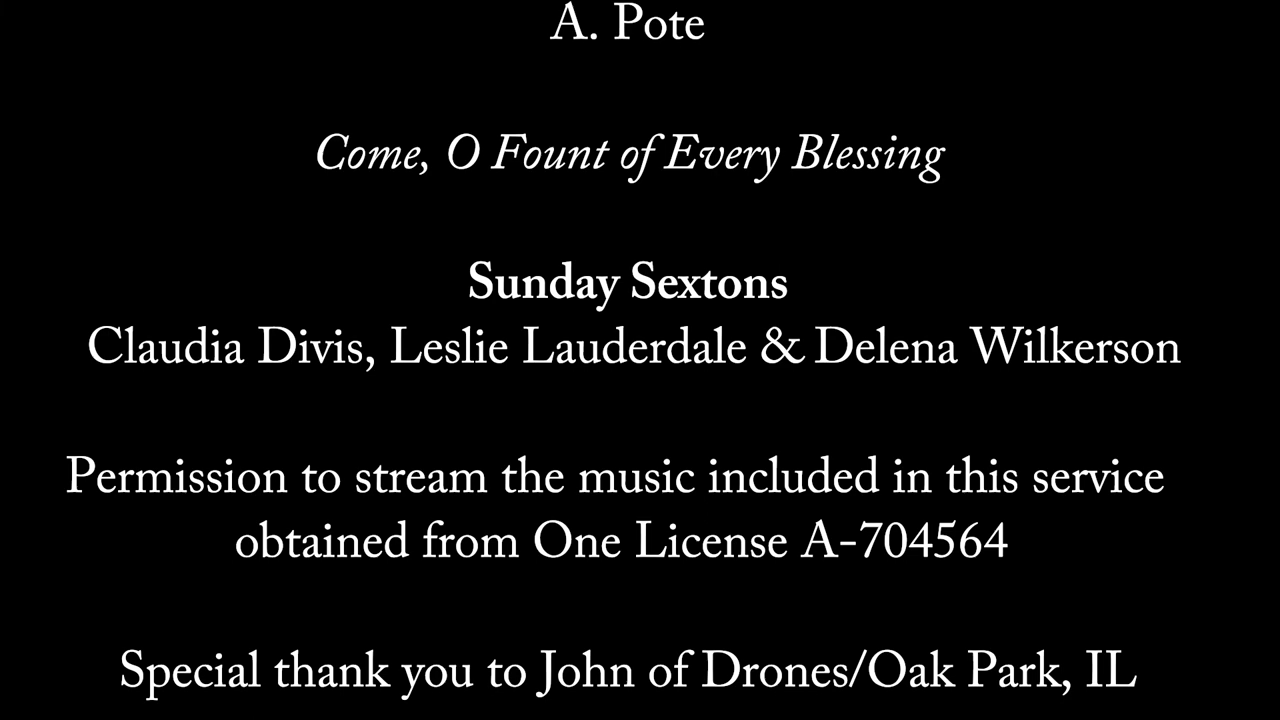 A. Pote
Come, O Fount of Every Blessing
Sunday Sextons
Claudia Divis, Leslie Lauderdale & Delena Wilkerson
Permission to stream the music included in this service
obtained from One License A-704564
Special thank you to John of Drones/Oak Park, IL